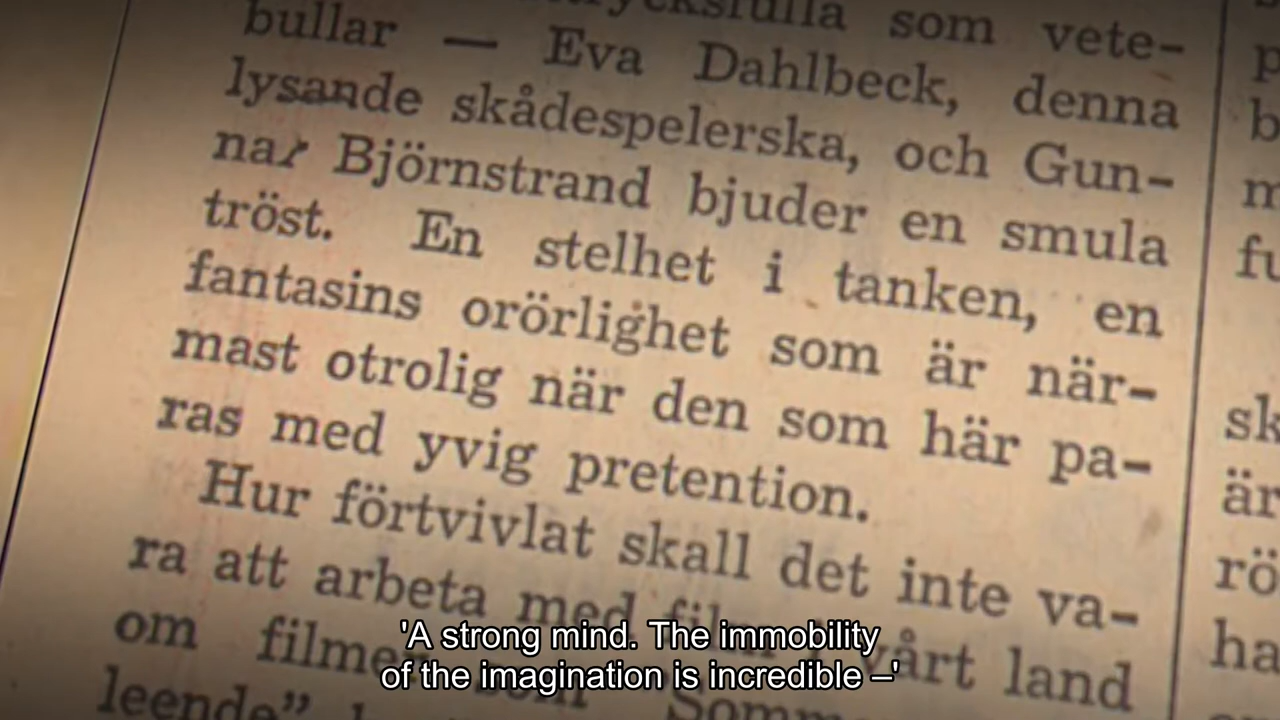 som vete-
bullar — Eva Dahlbeck, denna
lysande skådespelerska, och Gun-
nar Björnstrand bjuder en smula
tröst. En stelhet i tanken, en
fantasins orörlighet som är när-
mast otrolig när den som här pa-
ras med yvig pretention.
Hur förtvivlat skall det inte va-
ra att arbeta med film vårt land
om
leende”
'A strong mind. The immobility
of the imagination is incredible –'